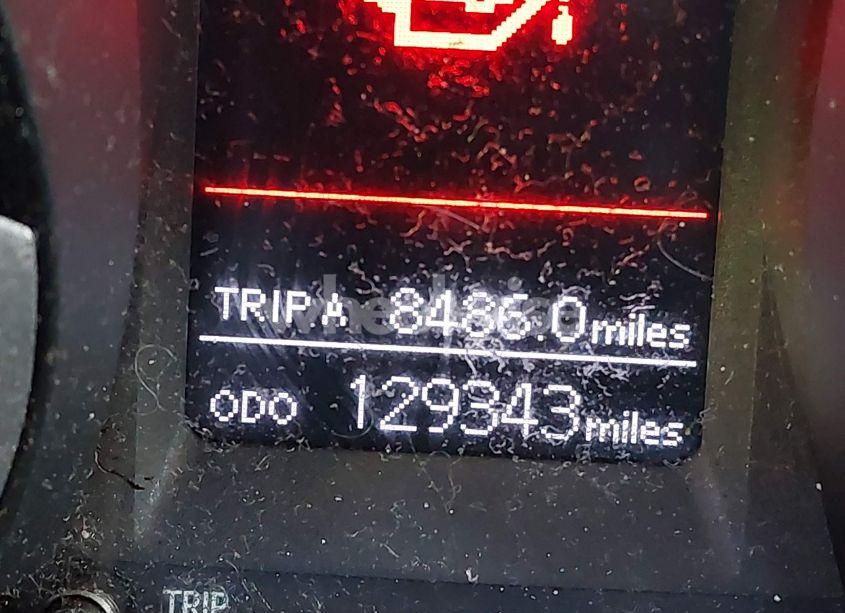 TRIP A 8486.0 miles
ODO 129343 miles
TRIP